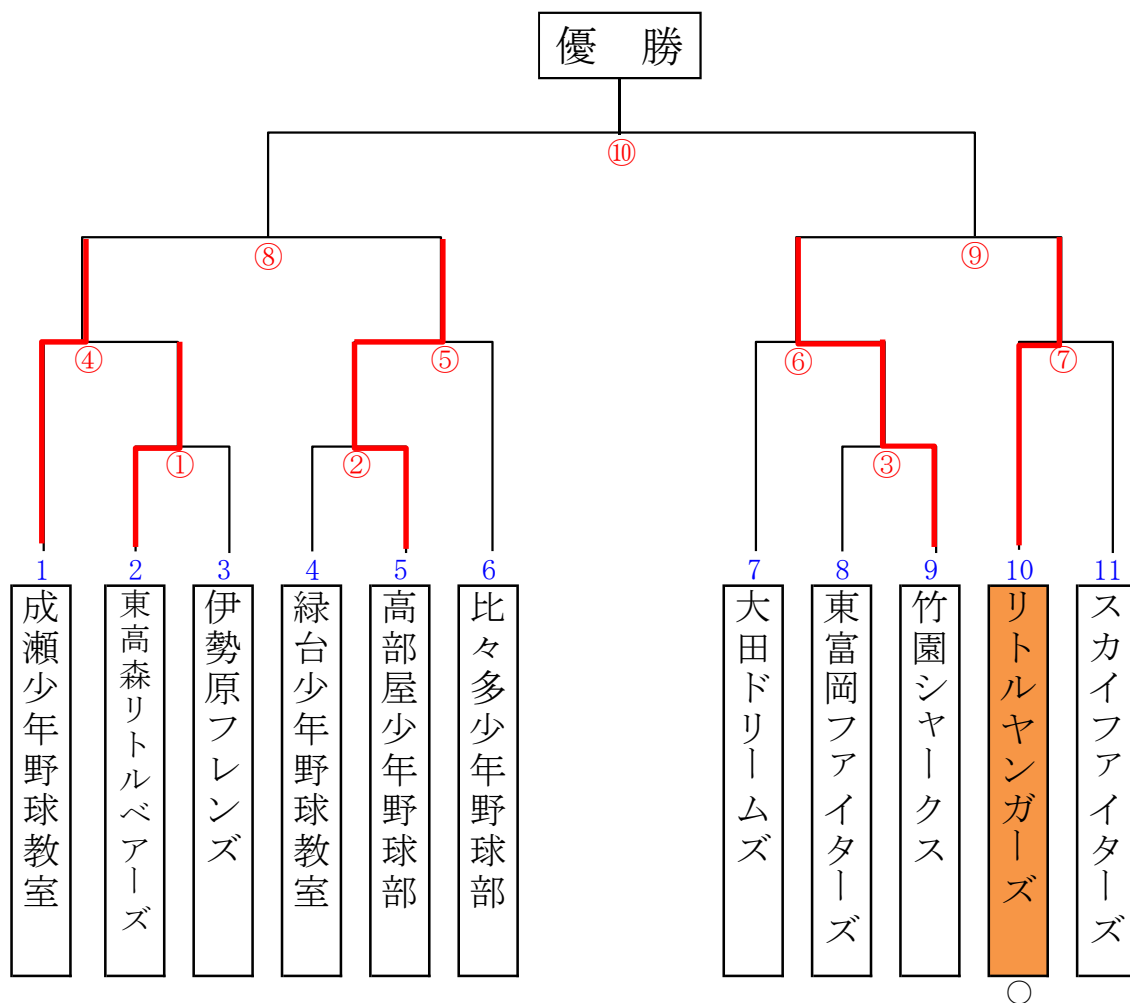 優　勝
⑩
⑧
⑨
④
⑤
⑥
⑦
①
②
③
1
2
3
4
5
6
7
8
9
10
11
成瀬少年野球教室
東高森リトルベアーズ
伊勢原フレンズ
緑台少年野球教室
高部屋少年野球部
比々多少年野球部
大田ドリームズ
東富岡ファイターズ
竹園シャークス
リトルヤンガーズ
スカイファイターズ
○